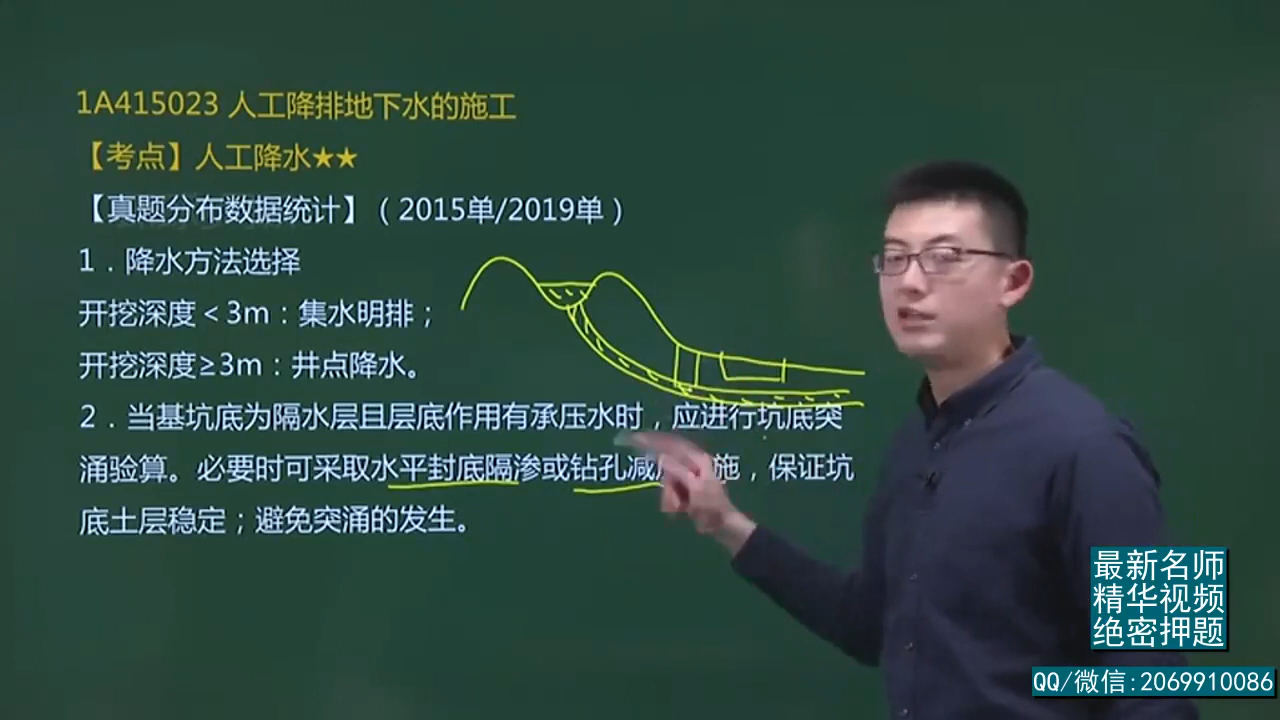 1A415023 人工降排地下水的施工
【考点】人工降水★★
【真题分布数据统计】（2015单/2019单）
1．降水方法选择
开挖深度＜3m：集水明排；
开挖深度≥3m：井点降水。
2．当基坑底为隔水层且层底作用有承压水时，应进行坑底突
涌验算。必要时可采取水平封底隔渗或钻孔减 施，保证坑
底土层稳定；避免突涌的发生。
最新名师
精华视频
绝密押题
QQ/微信:2069910086